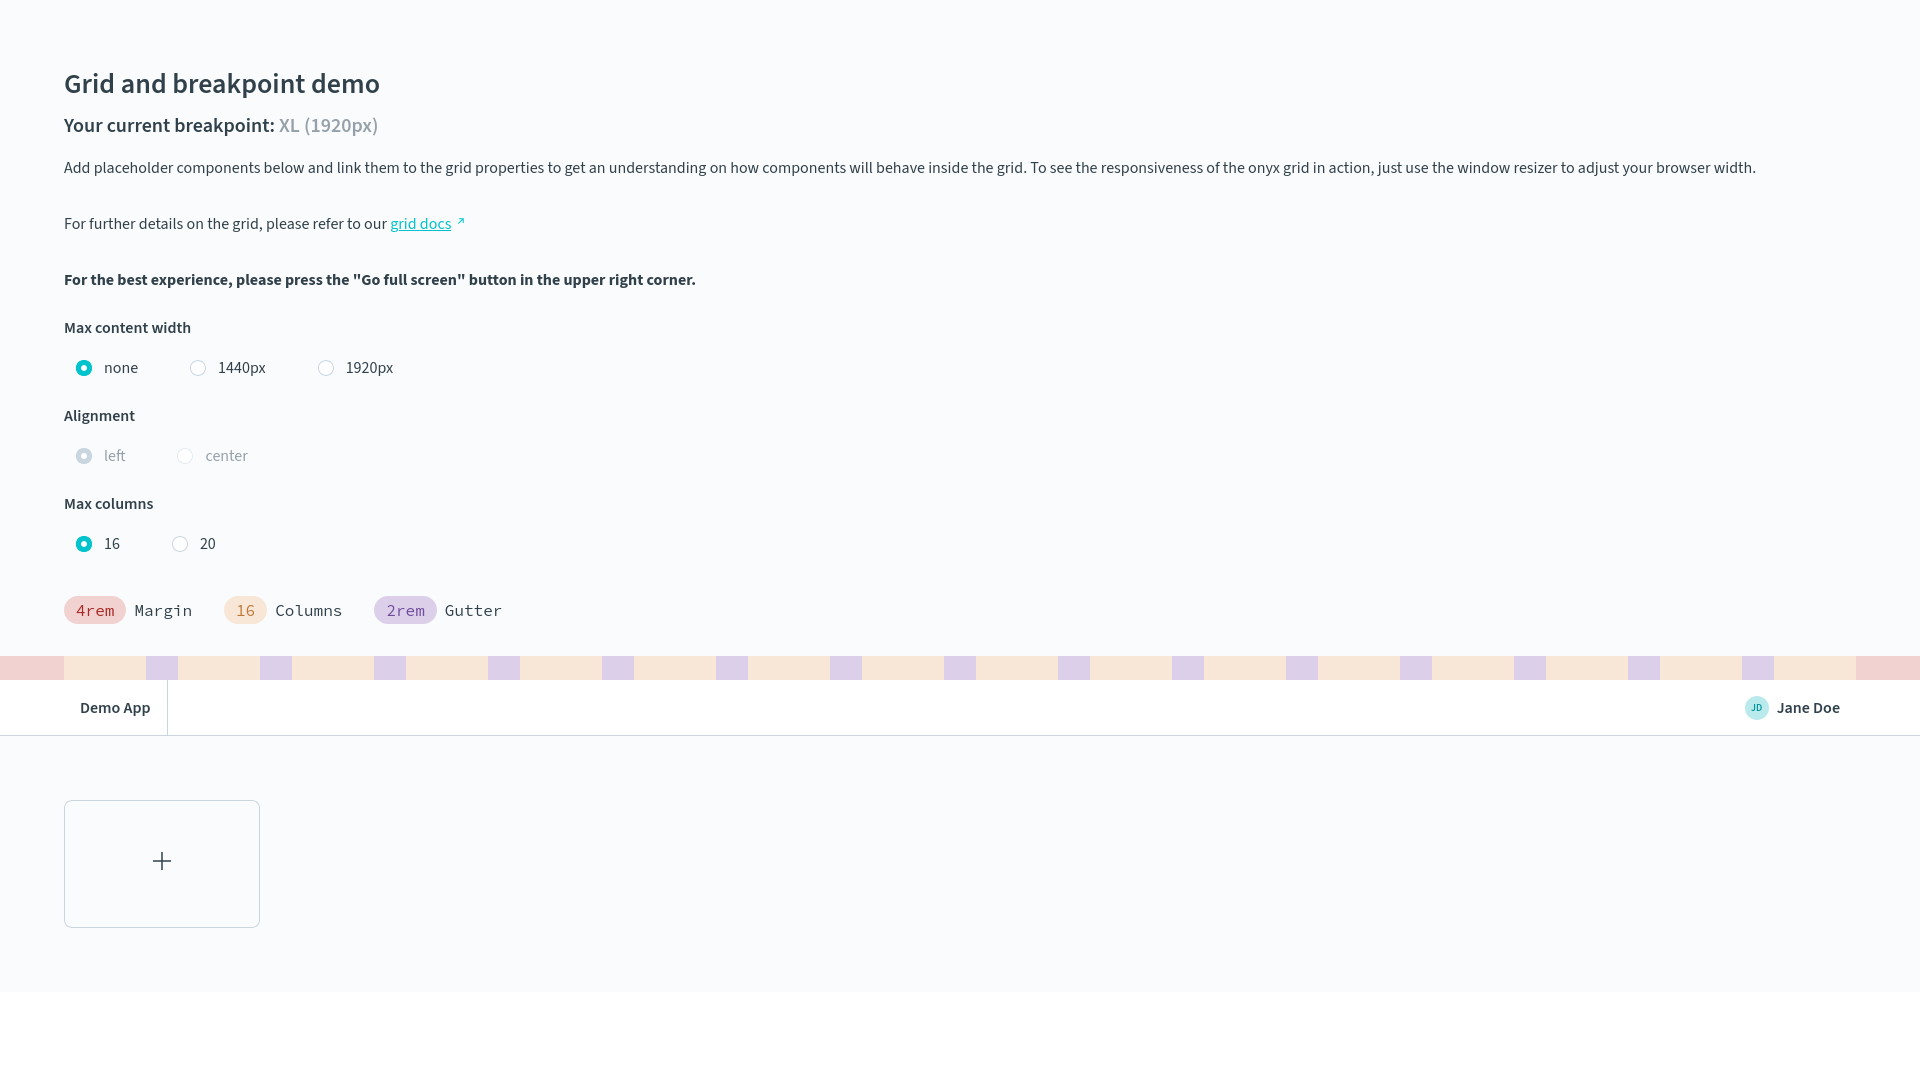 Grid and breakpoint demo
Your current breakpoint: XL (1920px)
Add placeholder components below and link them to the grid properties to get an understanding on how components will behave inside the grid. To see the responsiveness of the onyx grid in action, just use the window resizer to adjust your browser width.
For further details on the grid, please refer to our grid docs
For the best experience, please press the "Go full screen" button in the upper right corner.
Max content width
none 1440px 1920px
Alignment
left center
Max columns
16 20
4rem Margin 16 Columns 2rem Gutter
Demo App JD Jane Doe